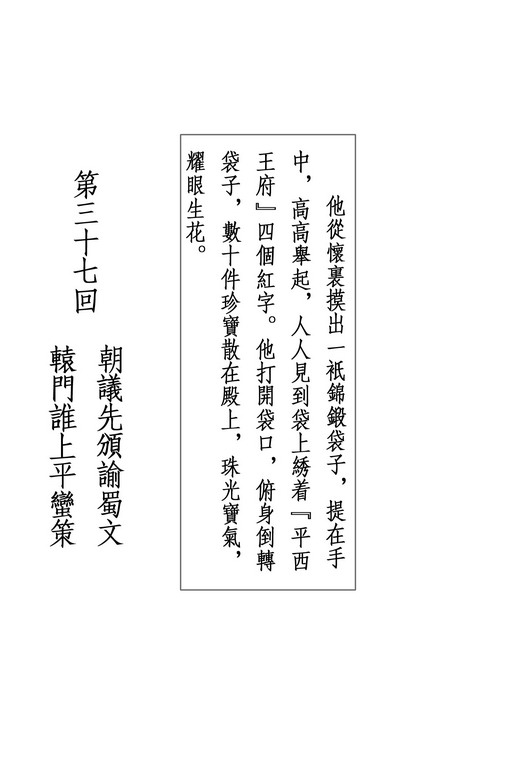 他從懷裏摸出一祇錦鍛袋子，提在手
中，高高舉起，人人見到袋上綉着『平西
王府』四個紅字。他打開袋口，俯身倒轉
袋子，數十件珍寶散在殿上，珠光寶氣，
耀眼生花。
第三十七回
朝議先頒諭蜀文
轅門誰上平蠻策